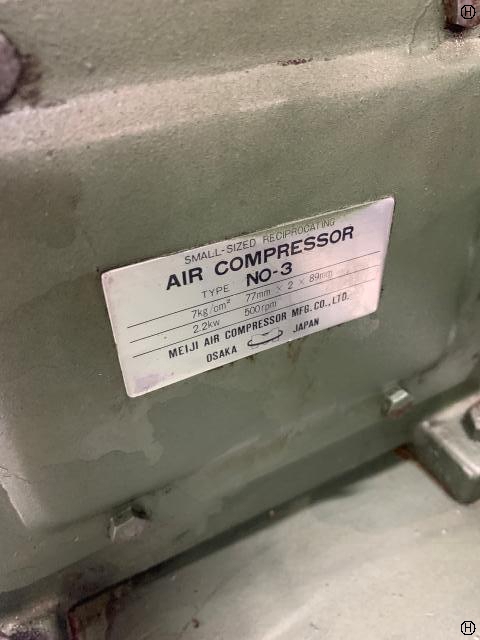 SMALL-SIZED RECIPROCATING
AIR COMPRESSOR
TYPE NO-3
7kg/cm² 77mm × 2 × 89mm
2.2kw 500rpm
MEIJI AIR COMPRESSOR MFG. CO., LTD.
OSAKA JAPAN
H
H
H